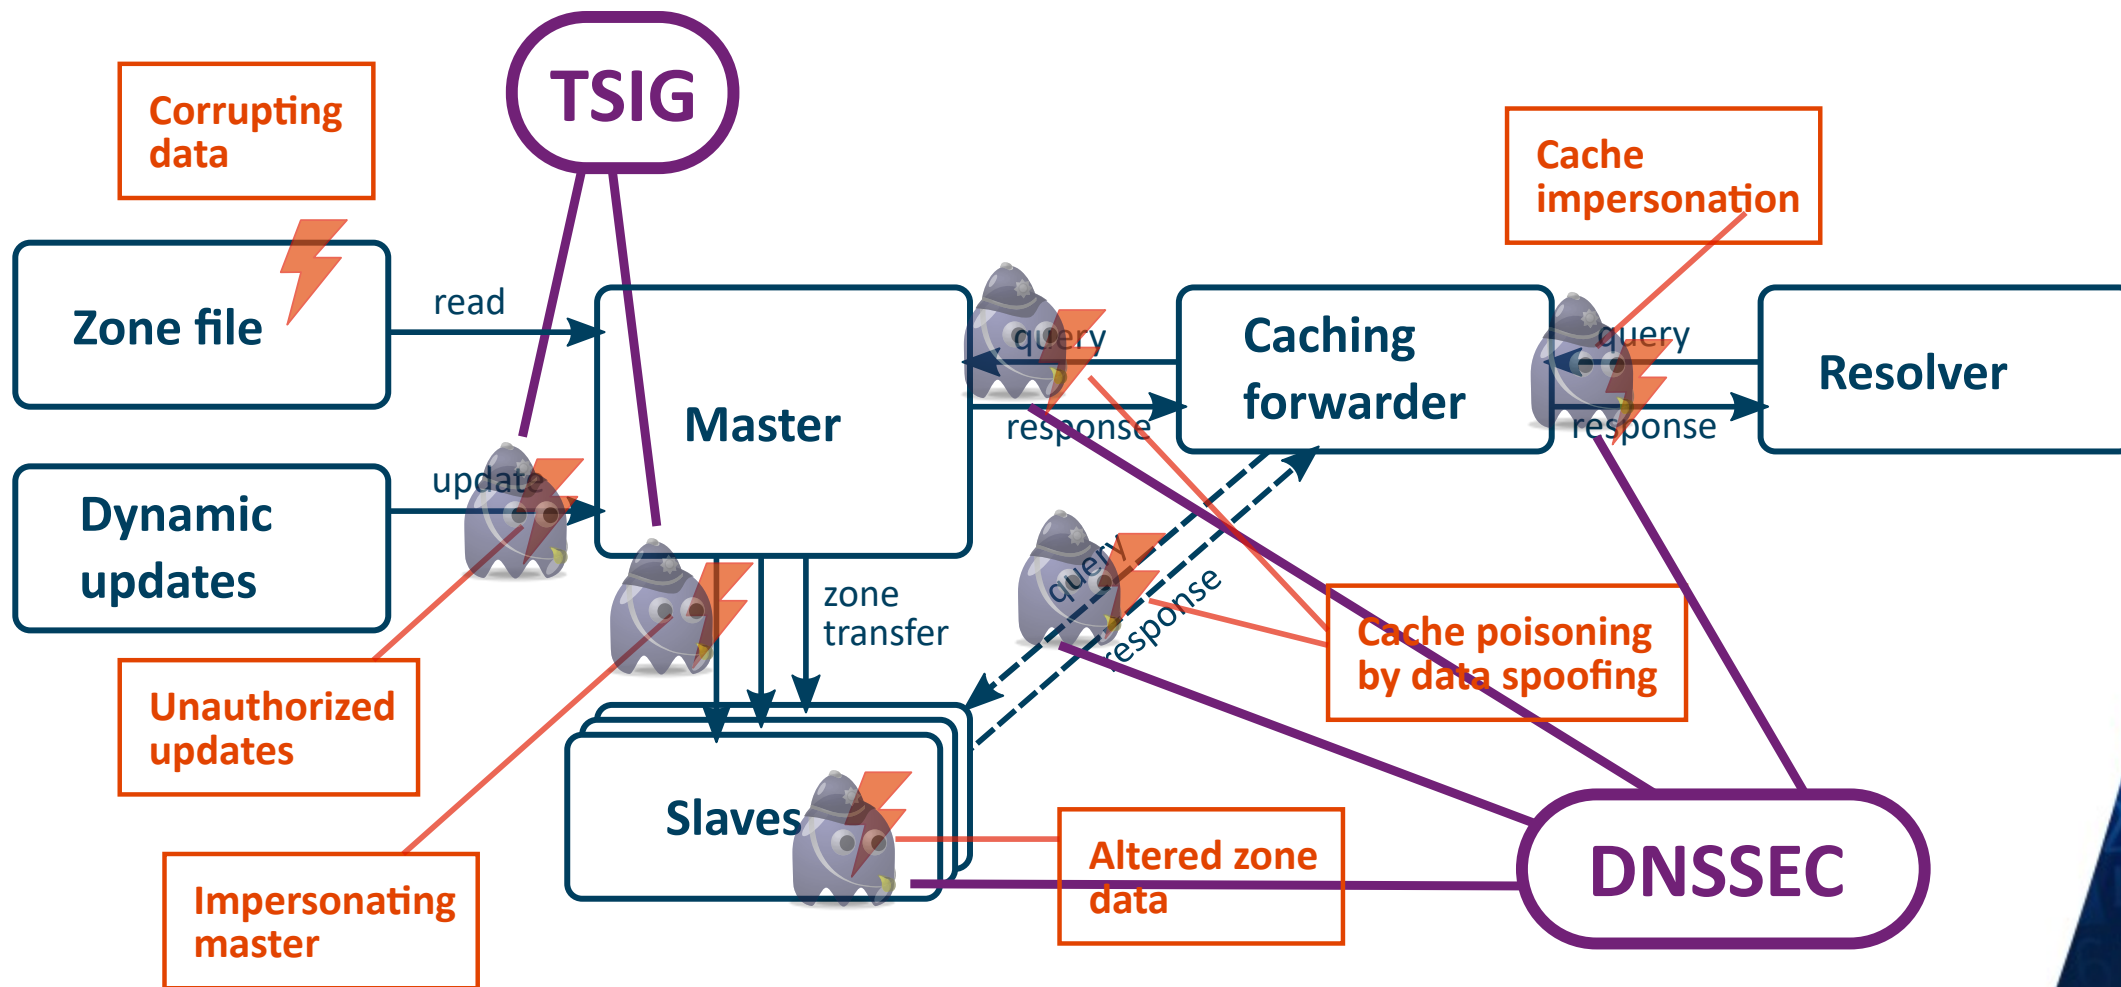 TSIG
Corrupting
data
Cache
impersonation
Zone file
read
Master
query
response
Caching
forwarder
query
response
Resolver
Dynamic
updates
update
zone
transfer
query
response
Unauthorized
updates
Cache poisoning
by data spoofing
Slaves
Altered zone
data
Impersonating
master
DNSSEC